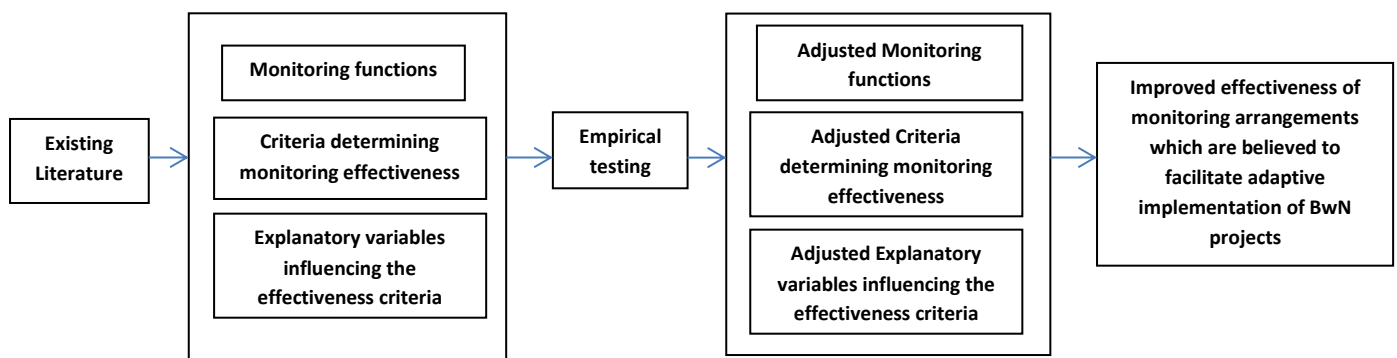 Existing
Literature
Monitoring functions
Criteria determining
monitoring effectiveness
Explanatory variables
influencing the
effectiveness criteria
Empirical
testing
Adjusted Monitoring
functions
Adjusted Criteria
determining monitoring
effectiveness
Adjusted Explanatory
variables influencing the
effectiveness criteria
Improved effectiveness of
monitoring arrangements
which are believed to
facilitate adaptive
implementation of BwN
projects